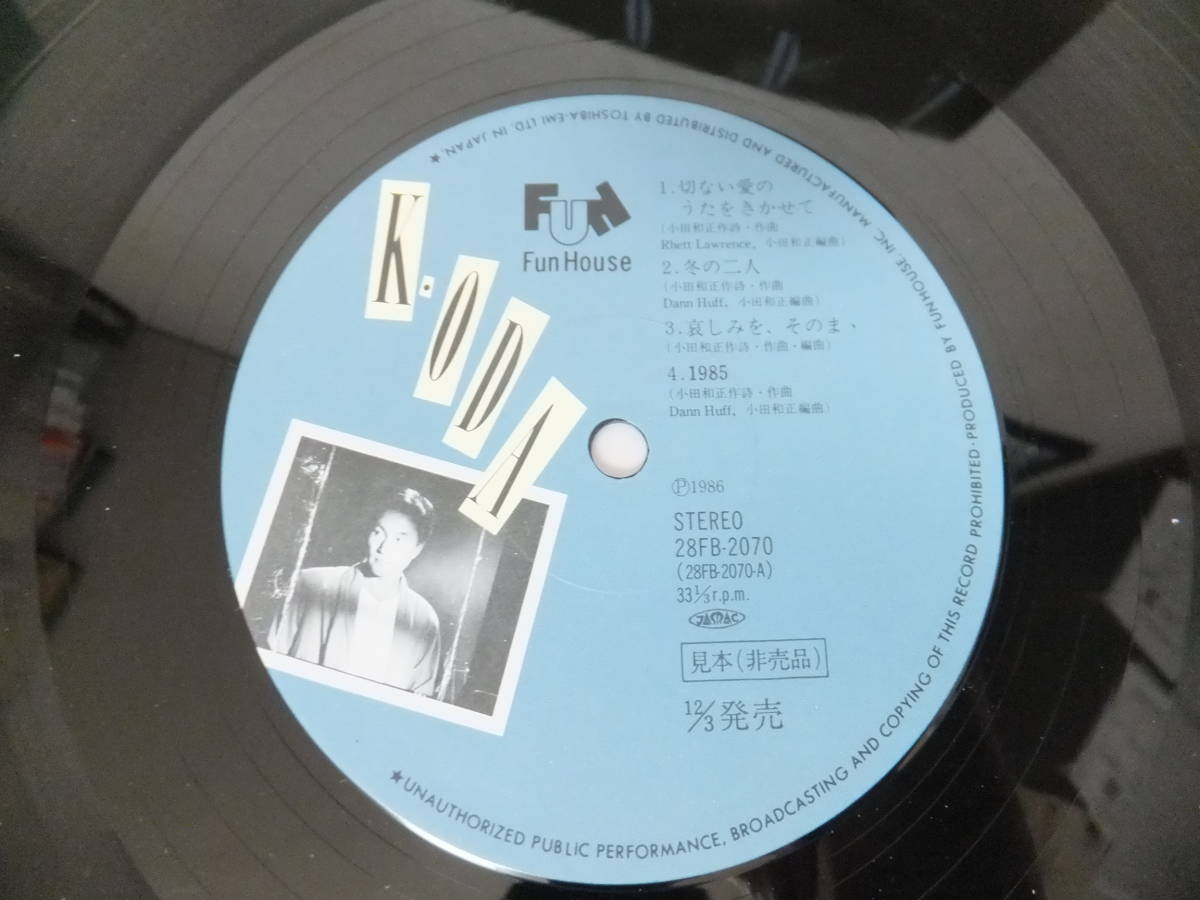 K・ODA
Fun
Fun House
1.切ない愛の
うたをきかせて
(小田和正作詩・作曲
Rhett Lawrence, 小田和正編曲)
2.冬の二人
(小田和正作詩・作曲
Dann Huff, 小田和正編曲)
3.哀しみを、そのまゝ
(小田和正作詩・作曲・編曲)
4.1985
(小田和正作詩・作曲
Dann Huff, 小田和正編曲)
Ⓟ1986
STEREO
28FB-2070
(28FB-2070-A)
33⅓r.p.m.
JASRAC
見本(非売品)
12/3発売
MANUFACTURED AND DISTRIBUTED BY TOSHIBA-EMI LTD. IN JAPAN.★
★UNAUTHORIZED PUBLIC PERFORMANCE, BROADCASTING AND COPYING OF THIS RECORD PROHIBITED・PRODUCED BY FUNHOUSE, INC.